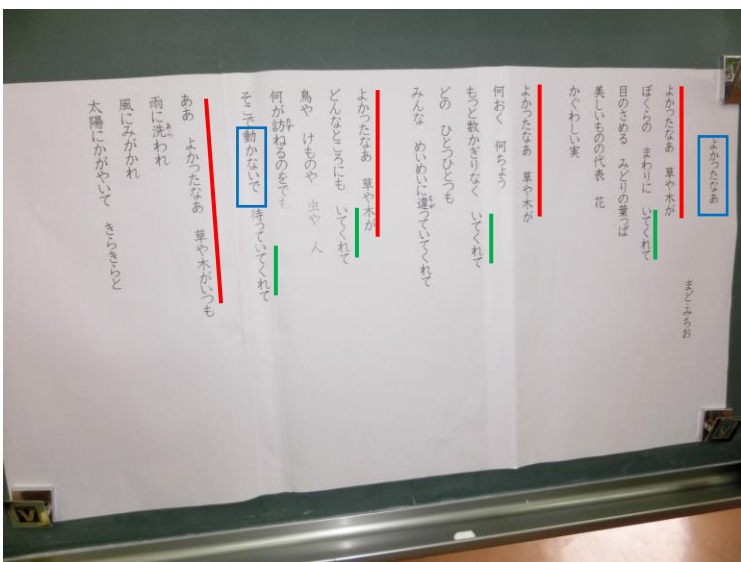 よかったなあ
まど・みちお
よかったなあ 草や木が
ぼくらの まわりに いてくれて
目のさめる みどりの葉っぱ
美しいものの代表 花
かぐわしい実
よかったなあ 草や木が
何おく 何ちょう
もっと数かぎりなく いてくれて
どの ひとつひとつも
みんな めいめいに違っていてくれて
よかったなあ 草や木が
どんなところにも いてくれて
鳥や けものや 虫や 人
何が訪ねるのをでも
そこで動かないで 待っていてくれて
ああ よかったなあ 草や木がいつも
雨に洗われ
風にみがかれ
太陽にかがやいて きらきらと